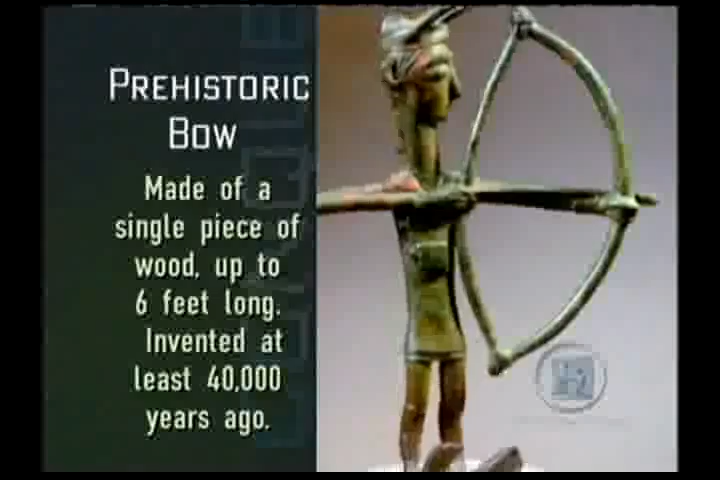 PREHISTORIC
BOW
Made of a
single piece of
wood, up to
6 feet long.
Invented at
least 40,000
years ago.
H